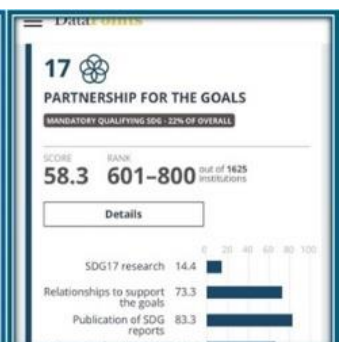 DataPoints
17
PARTNERSHIP FOR THE GOALS
MANDATORY QUALIFYING SDG - 22% OF OVERALL
SCORE RANK
58.3 601–800 out of 1625 institutions
Details
0 20 40 60 80 100
SDG17 research 14.4
Relationships to support the goals 73.3
Publication of SDG reports 83.3